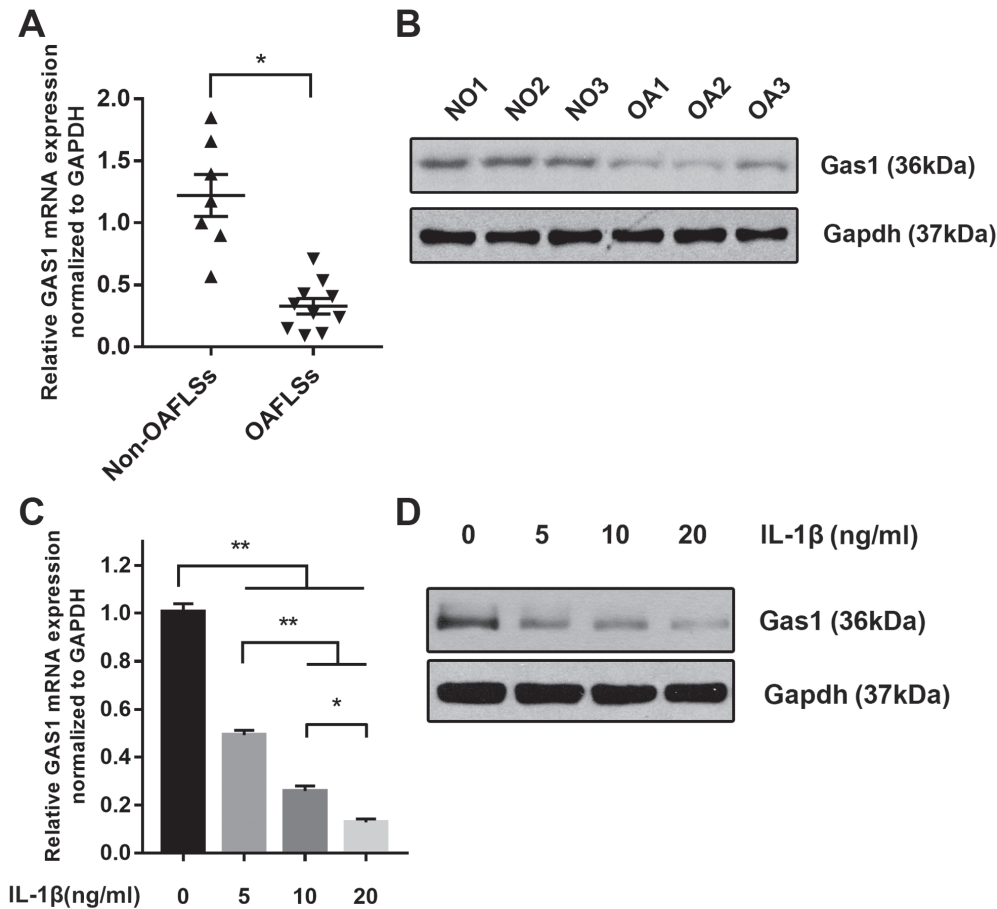 A
Relative GAS1 mRNA expression
normalized to GAPDH
2.0
1.5
1.0
0.5
0.0
*
Non-OAFLSs
OAFLSs
B
NO1 NO2 NO3 OA1 OA2 OA3
Gas1 (36kDa)
Gapdh (37kDa)
C
Relative GAS1 mRNA expression
normalized to GAPDH
1.2
1.0
0.8
0.6
0.4
0.2
0.0
**
**
*
IL-1β(ng/ml) 0 5 10 20
D
0 5 10 20 IL-1β (ng/ml)
Gas1 (36kDa)
Gapdh (37kDa)